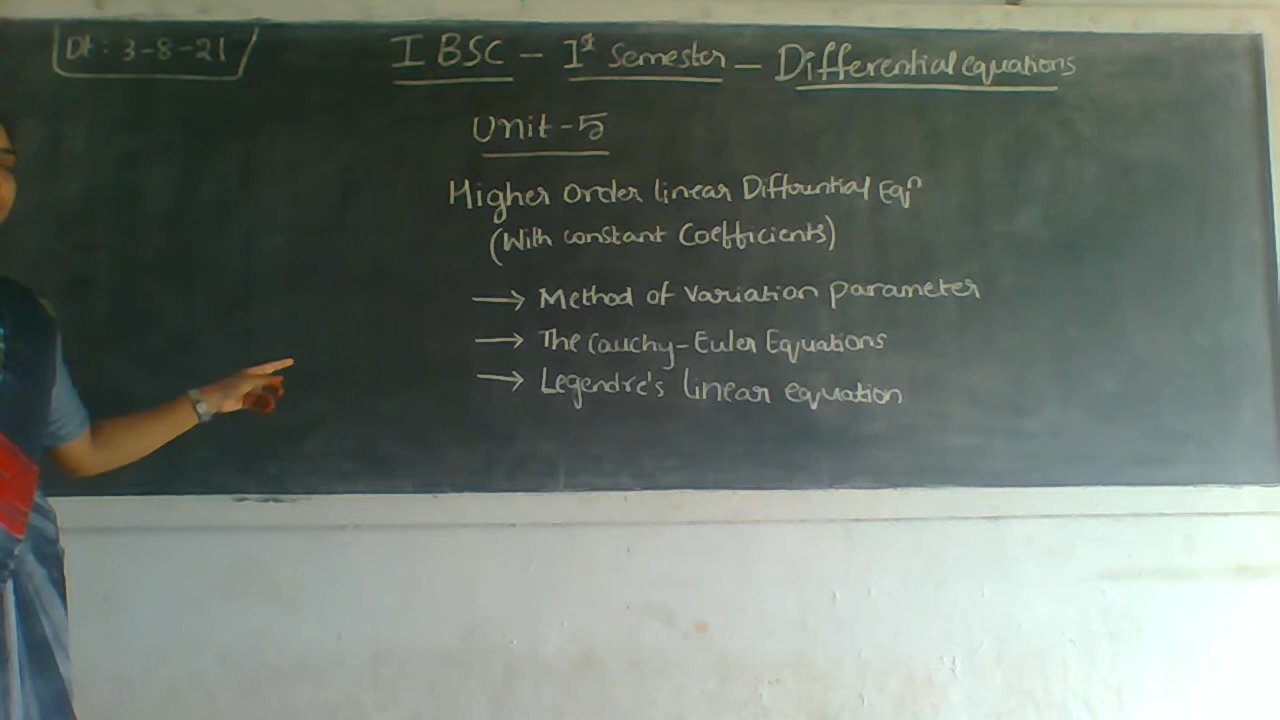 Dt: 3-8-21
I BSC - Ist Semester - Differential equations
Unit-5
Higher Order linear Differential Eqn
(With constant Coefficients)
→ Method of Variation parameter
→ The Cauchy-Euler Equations
→ Legendre's linear equation